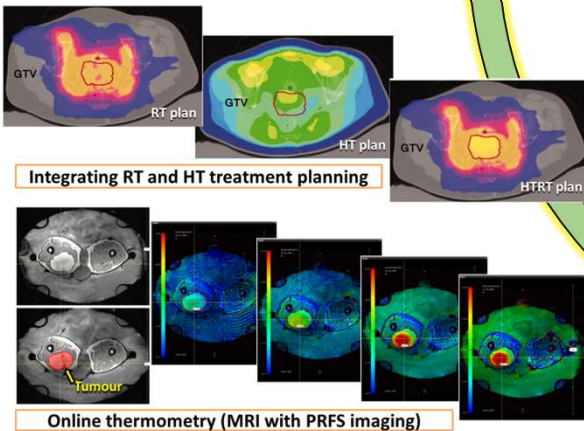 GTV
RT plan
GTV
HT plan
GTV
HTRT plan
Integrating RT and HT treatment planning
Tumour
Online thermometry (MRI with PRFS imaging)